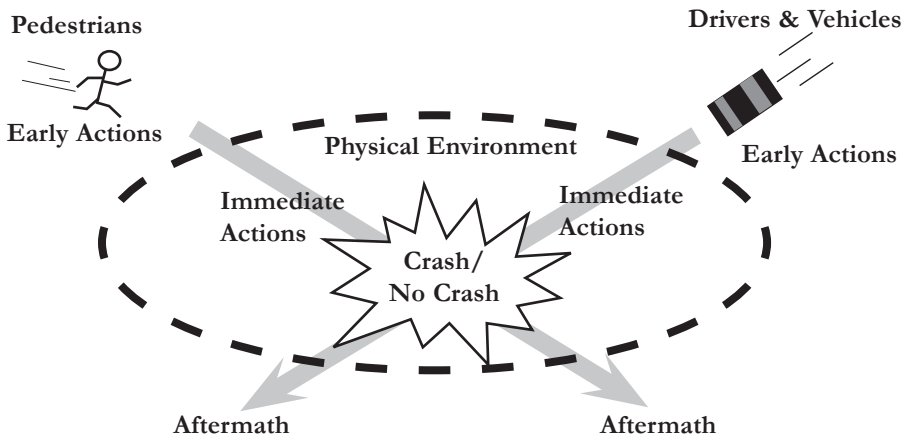 Pedestrians
Drivers & Vehicles
Early Actions
Physical Environment
Early Actions
Immediate
Actions
Immediate
Actions
Crash/
No Crash
Aftermath
Aftermath